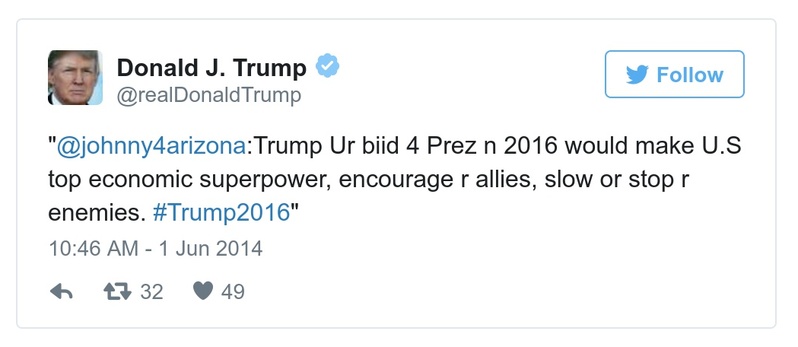 Donald J. Trump
@realDonaldTrump
Follow
"@johnny4arizona:Trump Ur biid 4 Prez n 2016 would make U.S
top economic superpower, encourage r allies, slow or stop r
enemies. #Trump2016"
10:46 AM - 1 Jun 2014
32 49